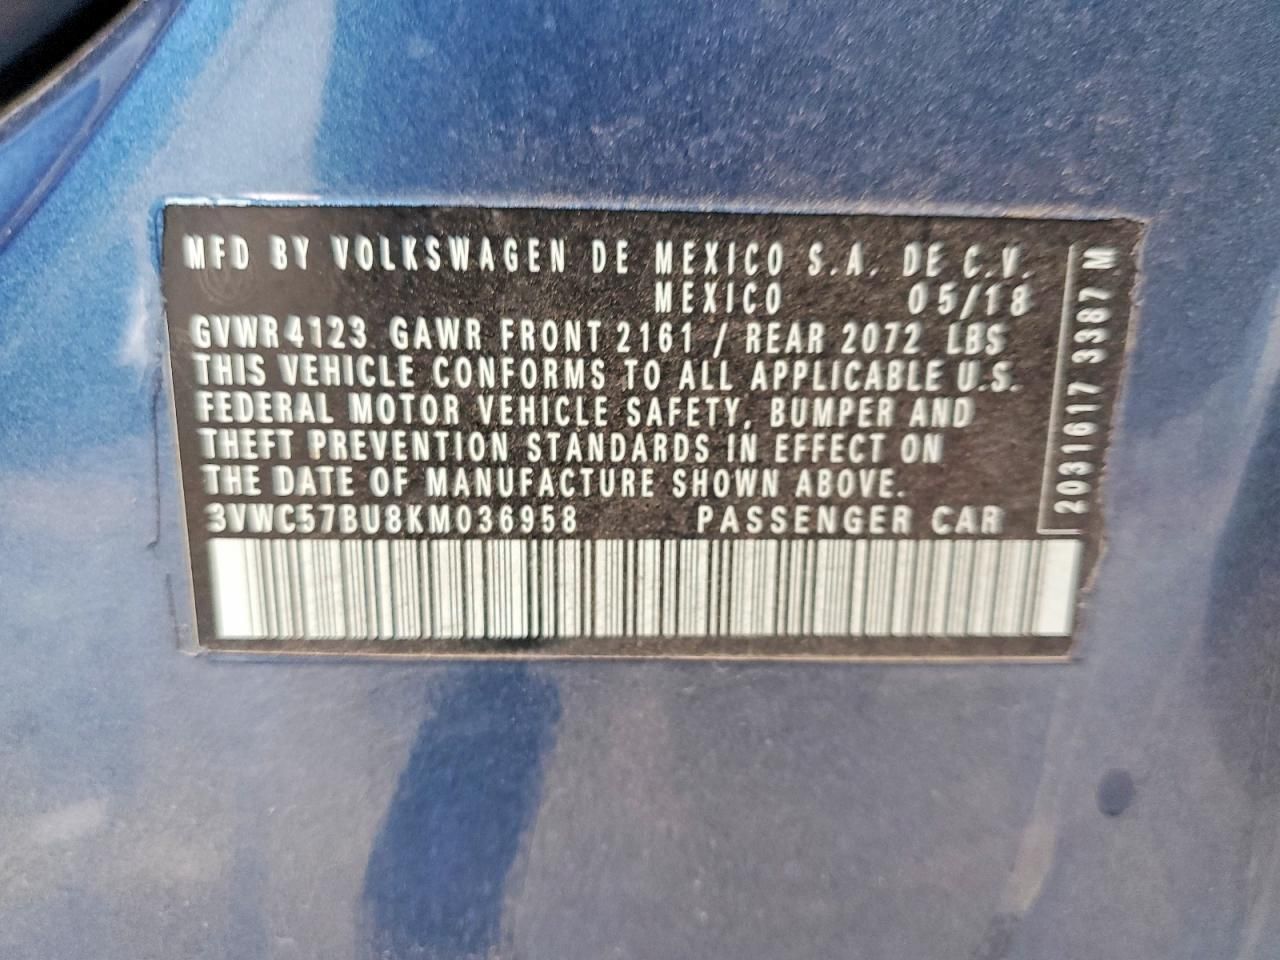 MFD BY VOLKSWAGEN DE MEXICO S.A. DE C.V.
MEXICO 05/18
GVWR 4123 GAWR FRONT 2161 / REAR 2072 LBS
THIS VEHICLE CONFORMS TO ALL APPLICABLE U.S.
FEDERAL MOTOR VEHICLE SAFETY, BUMPER AND
THEFT PREVENTION STANDARDS IN EFFECT ON
THE DATE OF MANUFACTURE SHOWN ABOVE.
3VWC57BU8KM036958 PASSENGER CAR
2031617 3387 M